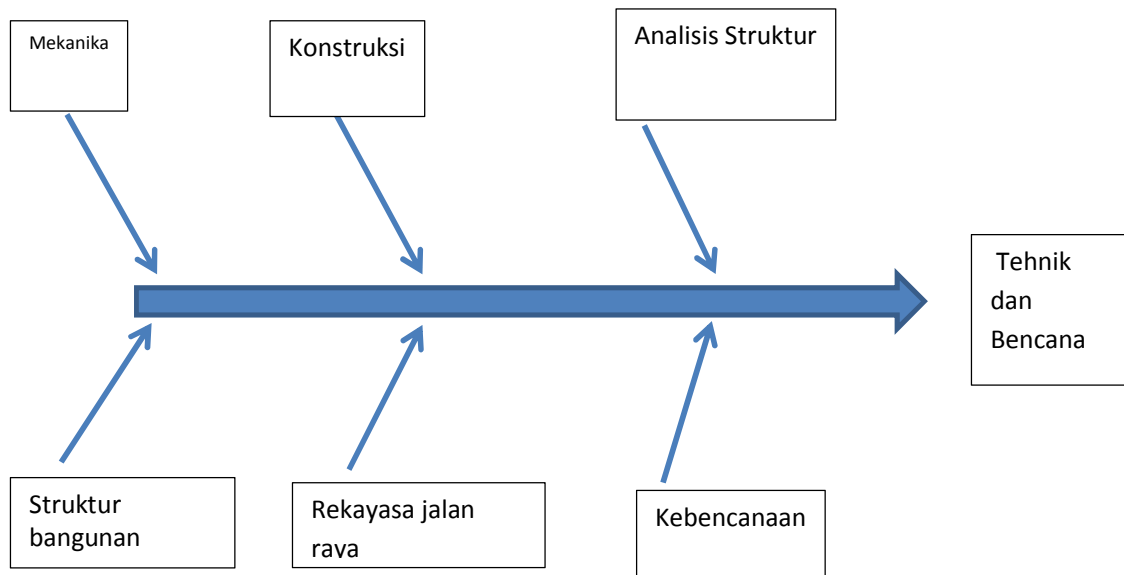 Mekanika
Konstruksi
Analisis Struktur
Tehnik
dan
Bencana
Struktur
bangunan
Rekayasa jalan
raya
Kebencanaan